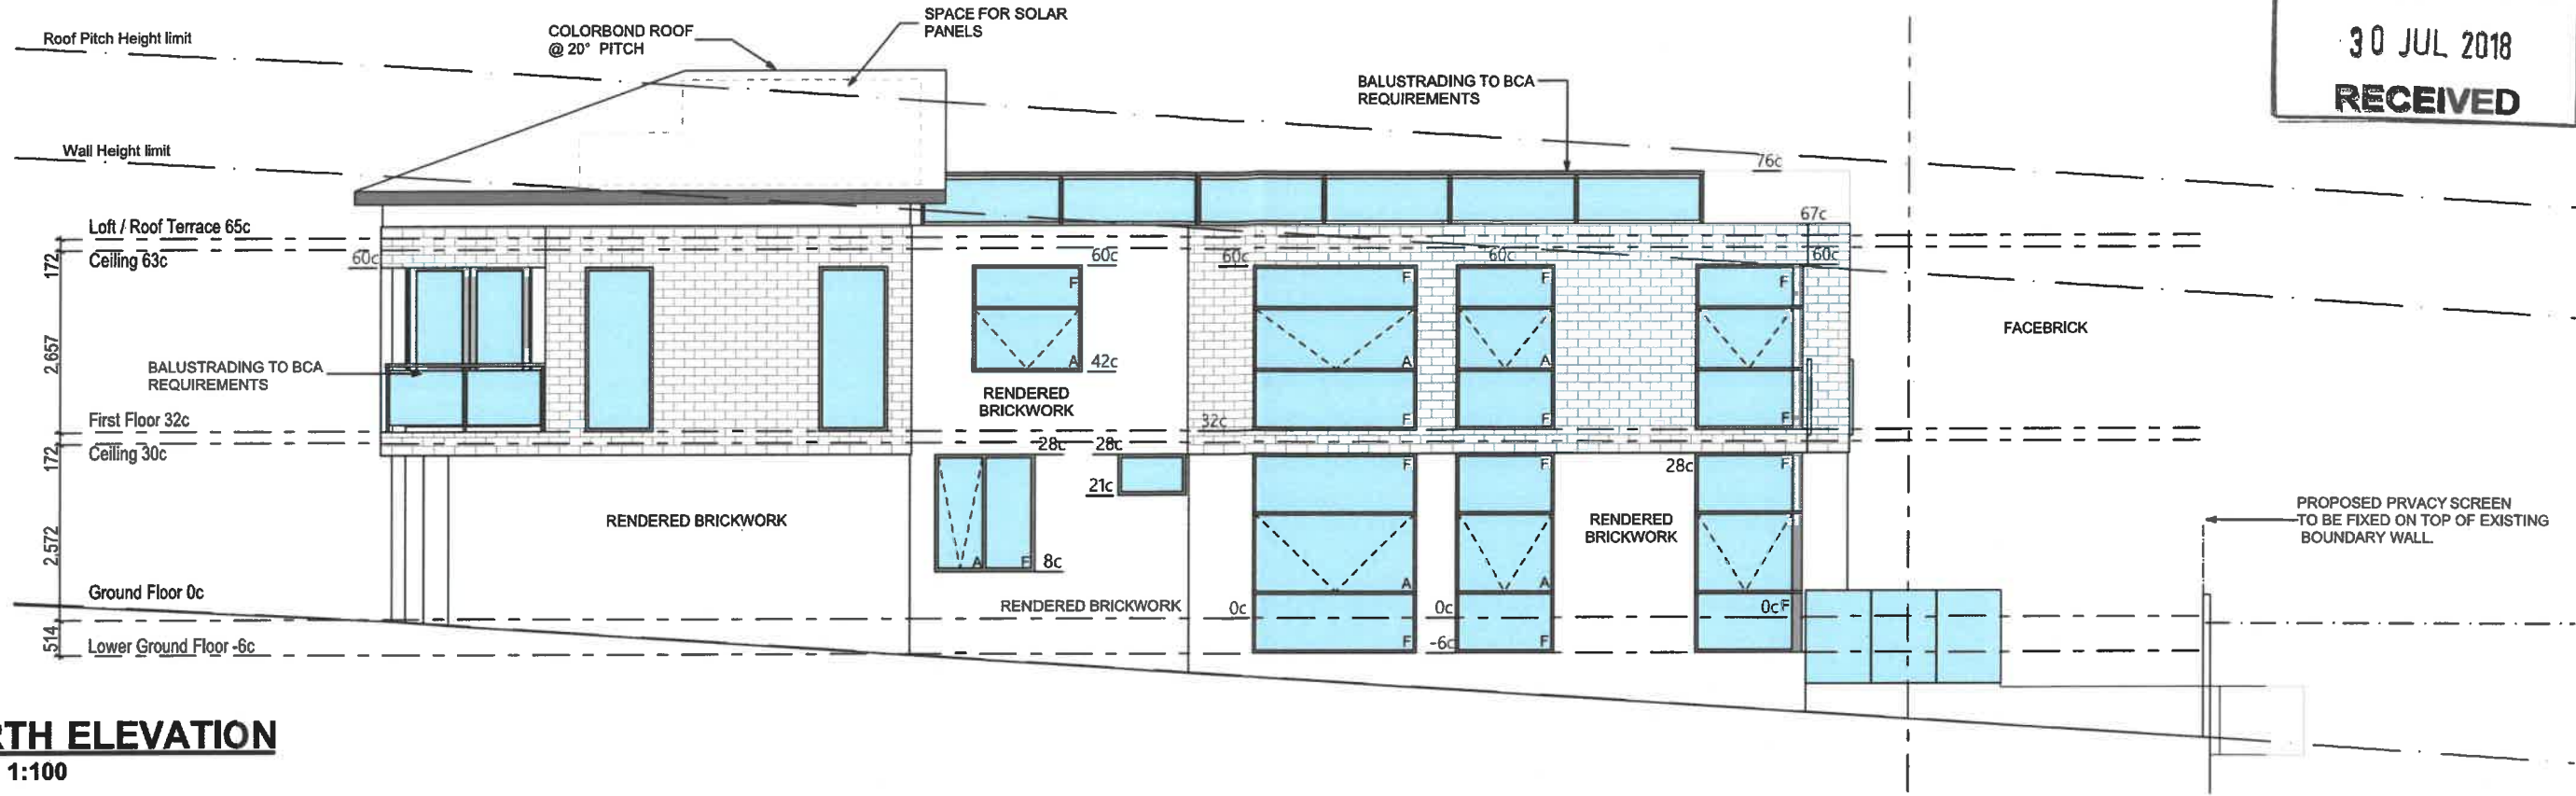 Roof Pitch Height limit
COLORBOND ROOF
@ 20° PITCH
SPACE FOR SOLAR
PANELS
30 JUL 2018
RECEIVED
BALUSTRADING TO BCA
REQUIREMENTS
Wall Height limit
76c
Loft / Roof Terrace 65c
67c
172
Ceiling 63c
60c
60c
60c
60c
60c
F
F
F
F
2,657
BALUSTRADING TO BCA
REQUIREMENTS
A
42c
A
A
FACEBRICK
RENDERED
BRICKWORK
First Floor 32c
32c
F
F
F
172
Ceiling 30c
28c
28c
28c
F
F
F
21c
2,572
RENDERED BRICKWORK
RENDERED
BRICKWORK
PROPOSED PRVACY SCREEN
TO BE FIXED ON TOP OF EXISTING
BOUNDARY WALL.
A
F
8c
A
A
Ground Floor 0c
RENDERED BRICKWORK
0c
0c
0c
F
514
Lower Ground Floor -6c
F
-6c
F
RTH ELEVATION
1:100